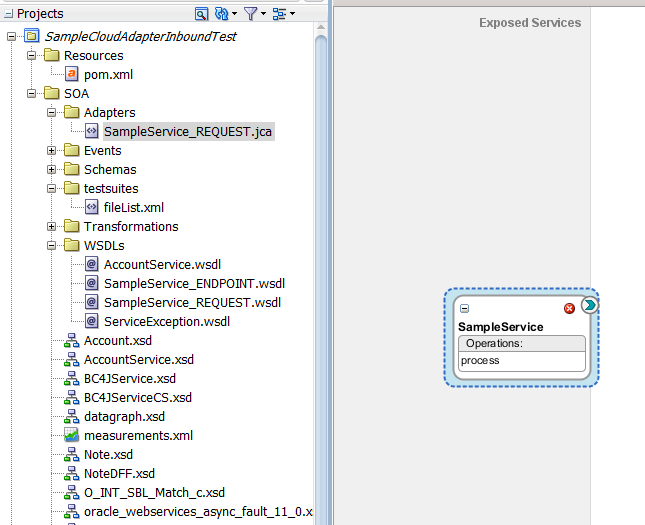 Projects
SampleCloudAdapterInboundTest
Resources
pom.xml
SOA
Adapters
SampleService_REQUEST.jca
Events
Schemas
testsuites
fileList.xml
Transformations
WSDLs
AccountService.wsdl
SampleService_ENDPOINT.wsdl
SampleService_REQUEST.wsdl
ServiceException.wsdl
Account.xsd
AccountService.xsd
BC4JService.xsd
BC4JServiceCS.xsd
datagraph.xsd
measurements.xml
Note.xsd
NoteDFF.xsd
O_INT_SBL_Match_c.xsd
oracle_webservices_async_fault_11_0.xs
Exposed Services
SampleService
Operations:
process